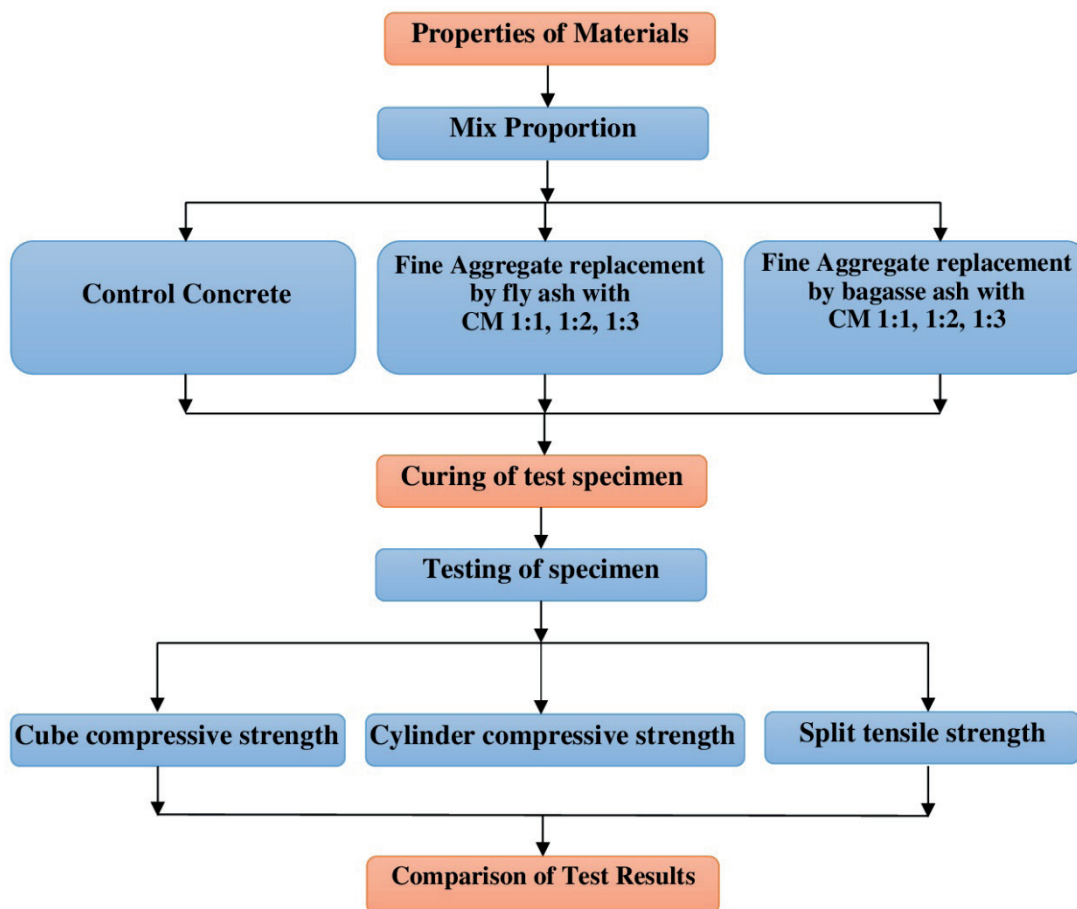 Properties of Materials
Mix Proportion
Control Concrete
Fine Aggregate replacement
by fly ash with
CM 1:1, 1:2, 1:3
Fine Aggregate replacement
by bagasse ash with
CM 1:1, 1:2, 1:3
Curing of test specimen
Testing of specimen
Cube compressive strength
Cylinder compressive strength
Split tensile strength
Comparison of Test Results